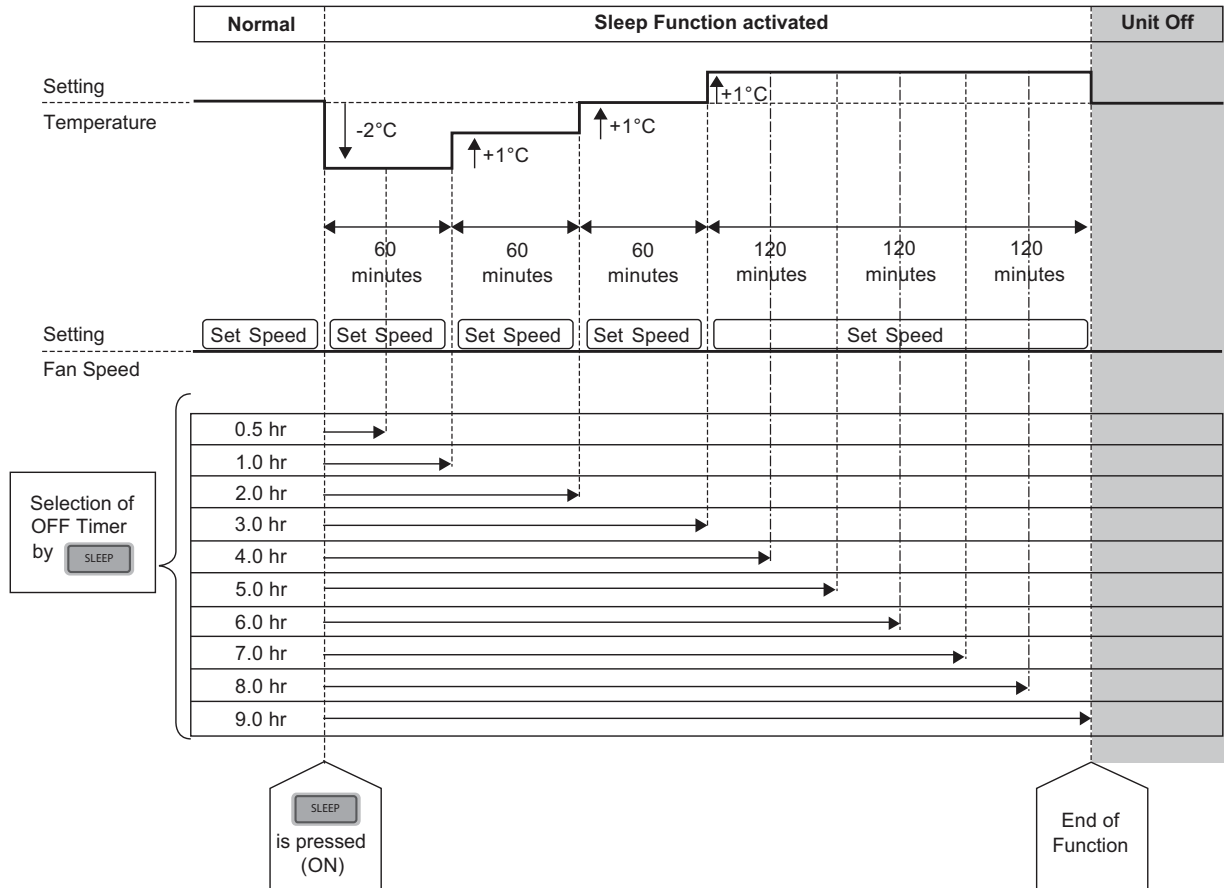 Normal
Sleep Function activated
Unit Off
Setting
Temperature
-2°C
+1°C
+1°C
+1°C
60
minutes
60
minutes
60
minutes
120
minutes
120
minutes
120
minutes
Setting
Fan Speed
Set Speed
Set Speed
Set Speed
Set Speed
Set Speed
Selection of
OFF Timer
by SLEEP
0.5 hr
1.0 hr
2.0 hr
3.0 hr
4.0 hr
5.0 hr
6.0 hr
7.0 hr
8.0 hr
9.0 hr
SLEEP
is pressed
(ON)
End of
Function